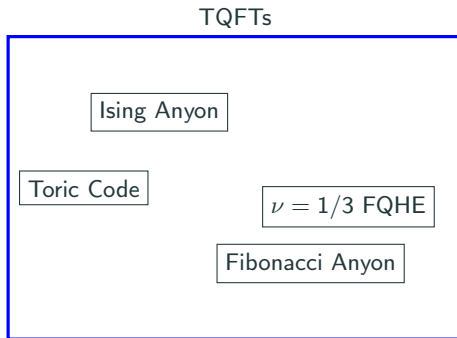 TQFTs
Ising Anyon
Toric Code
ν = 1/3 FQHE
Fibonacci Anyon